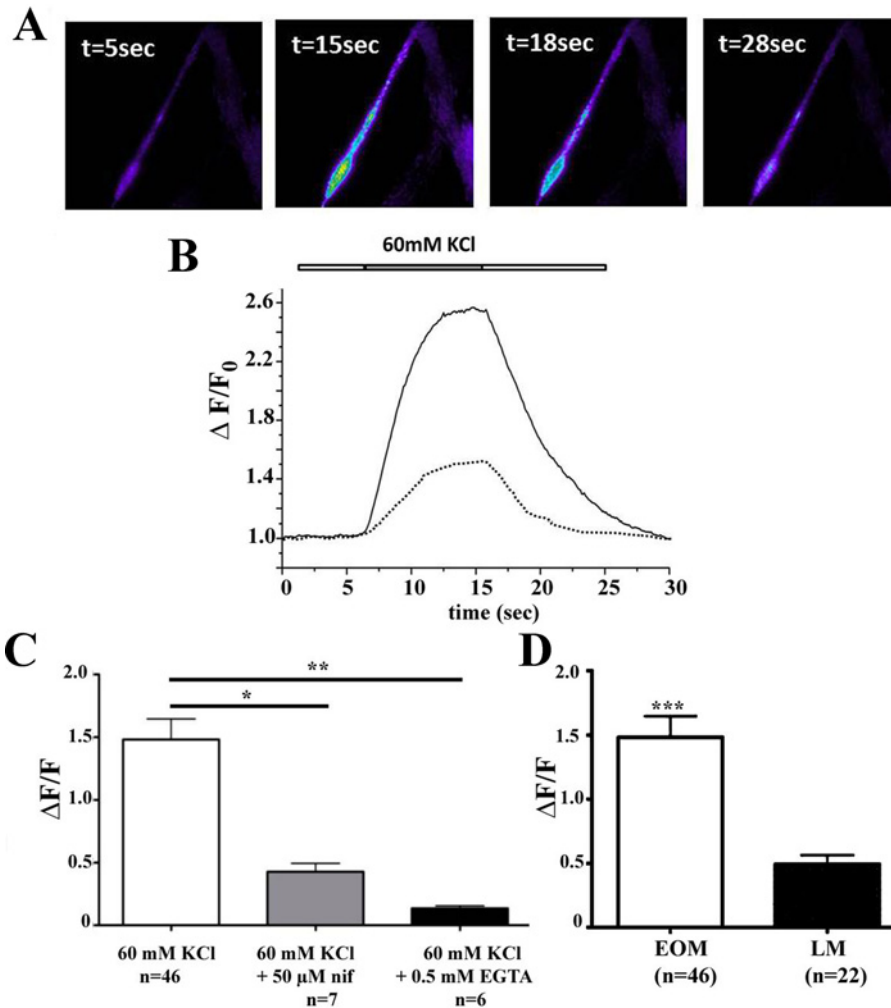 A
t=5sec t=15sec t=18sec t=28sec
B
60mM KCl
2.6
2.2
1.8
1.4
1.0
Δ F/F0
0 5 10 15 20 25 30
time (sec)
C
**
*
2.0
1.5
1.0
0.5
0
ΔF/F
60 mM KCl 60 mM KCl 60 mM KCl
n=46 + 50 µM nif + 0.5 mM EGTA
n=7 n=6
D
***
2.0
1.5
1.0
0.5
0
ΔF/F
EOM LM
(n=46) (n=22)